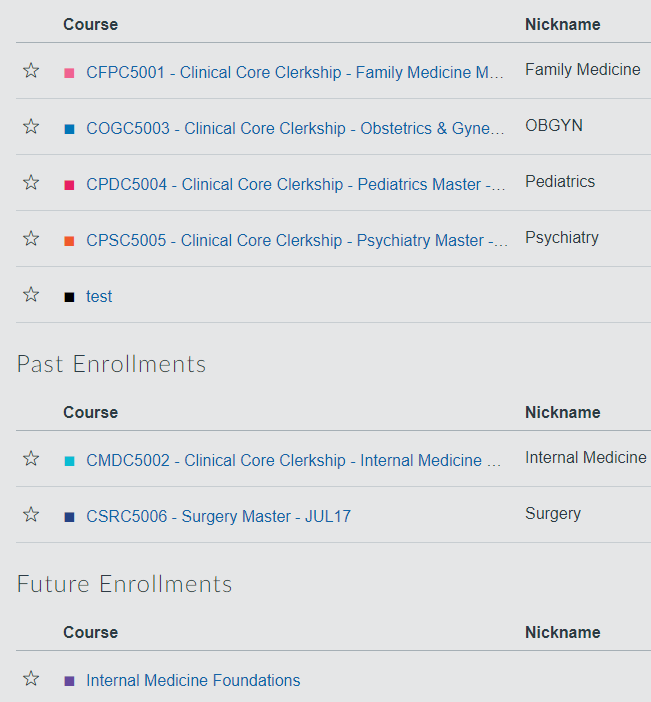 Course Nickname
CFPC5001 - Clinical Core Clerkship - Family Medicine M... Family Medicine
COGC5003 - Clinical Core Clerkship - Obstetrics & Gyne... OBGYN
CPDC5004 - Clinical Core Clerkship - Pediatrics Master -... Pediatrics
CPSC5005 - Clinical Core Clerkship - Psychiatry Master -... Psychiatry
test
Past Enrollments
Course Nickname
CMDC5002 - Clinical Core Clerkship - Internal Medicine ... Internal Medicine
CSRC5006 - Surgery Master - JUL17 Surgery
Future Enrollments
Course Nickname
Internal Medicine Foundations